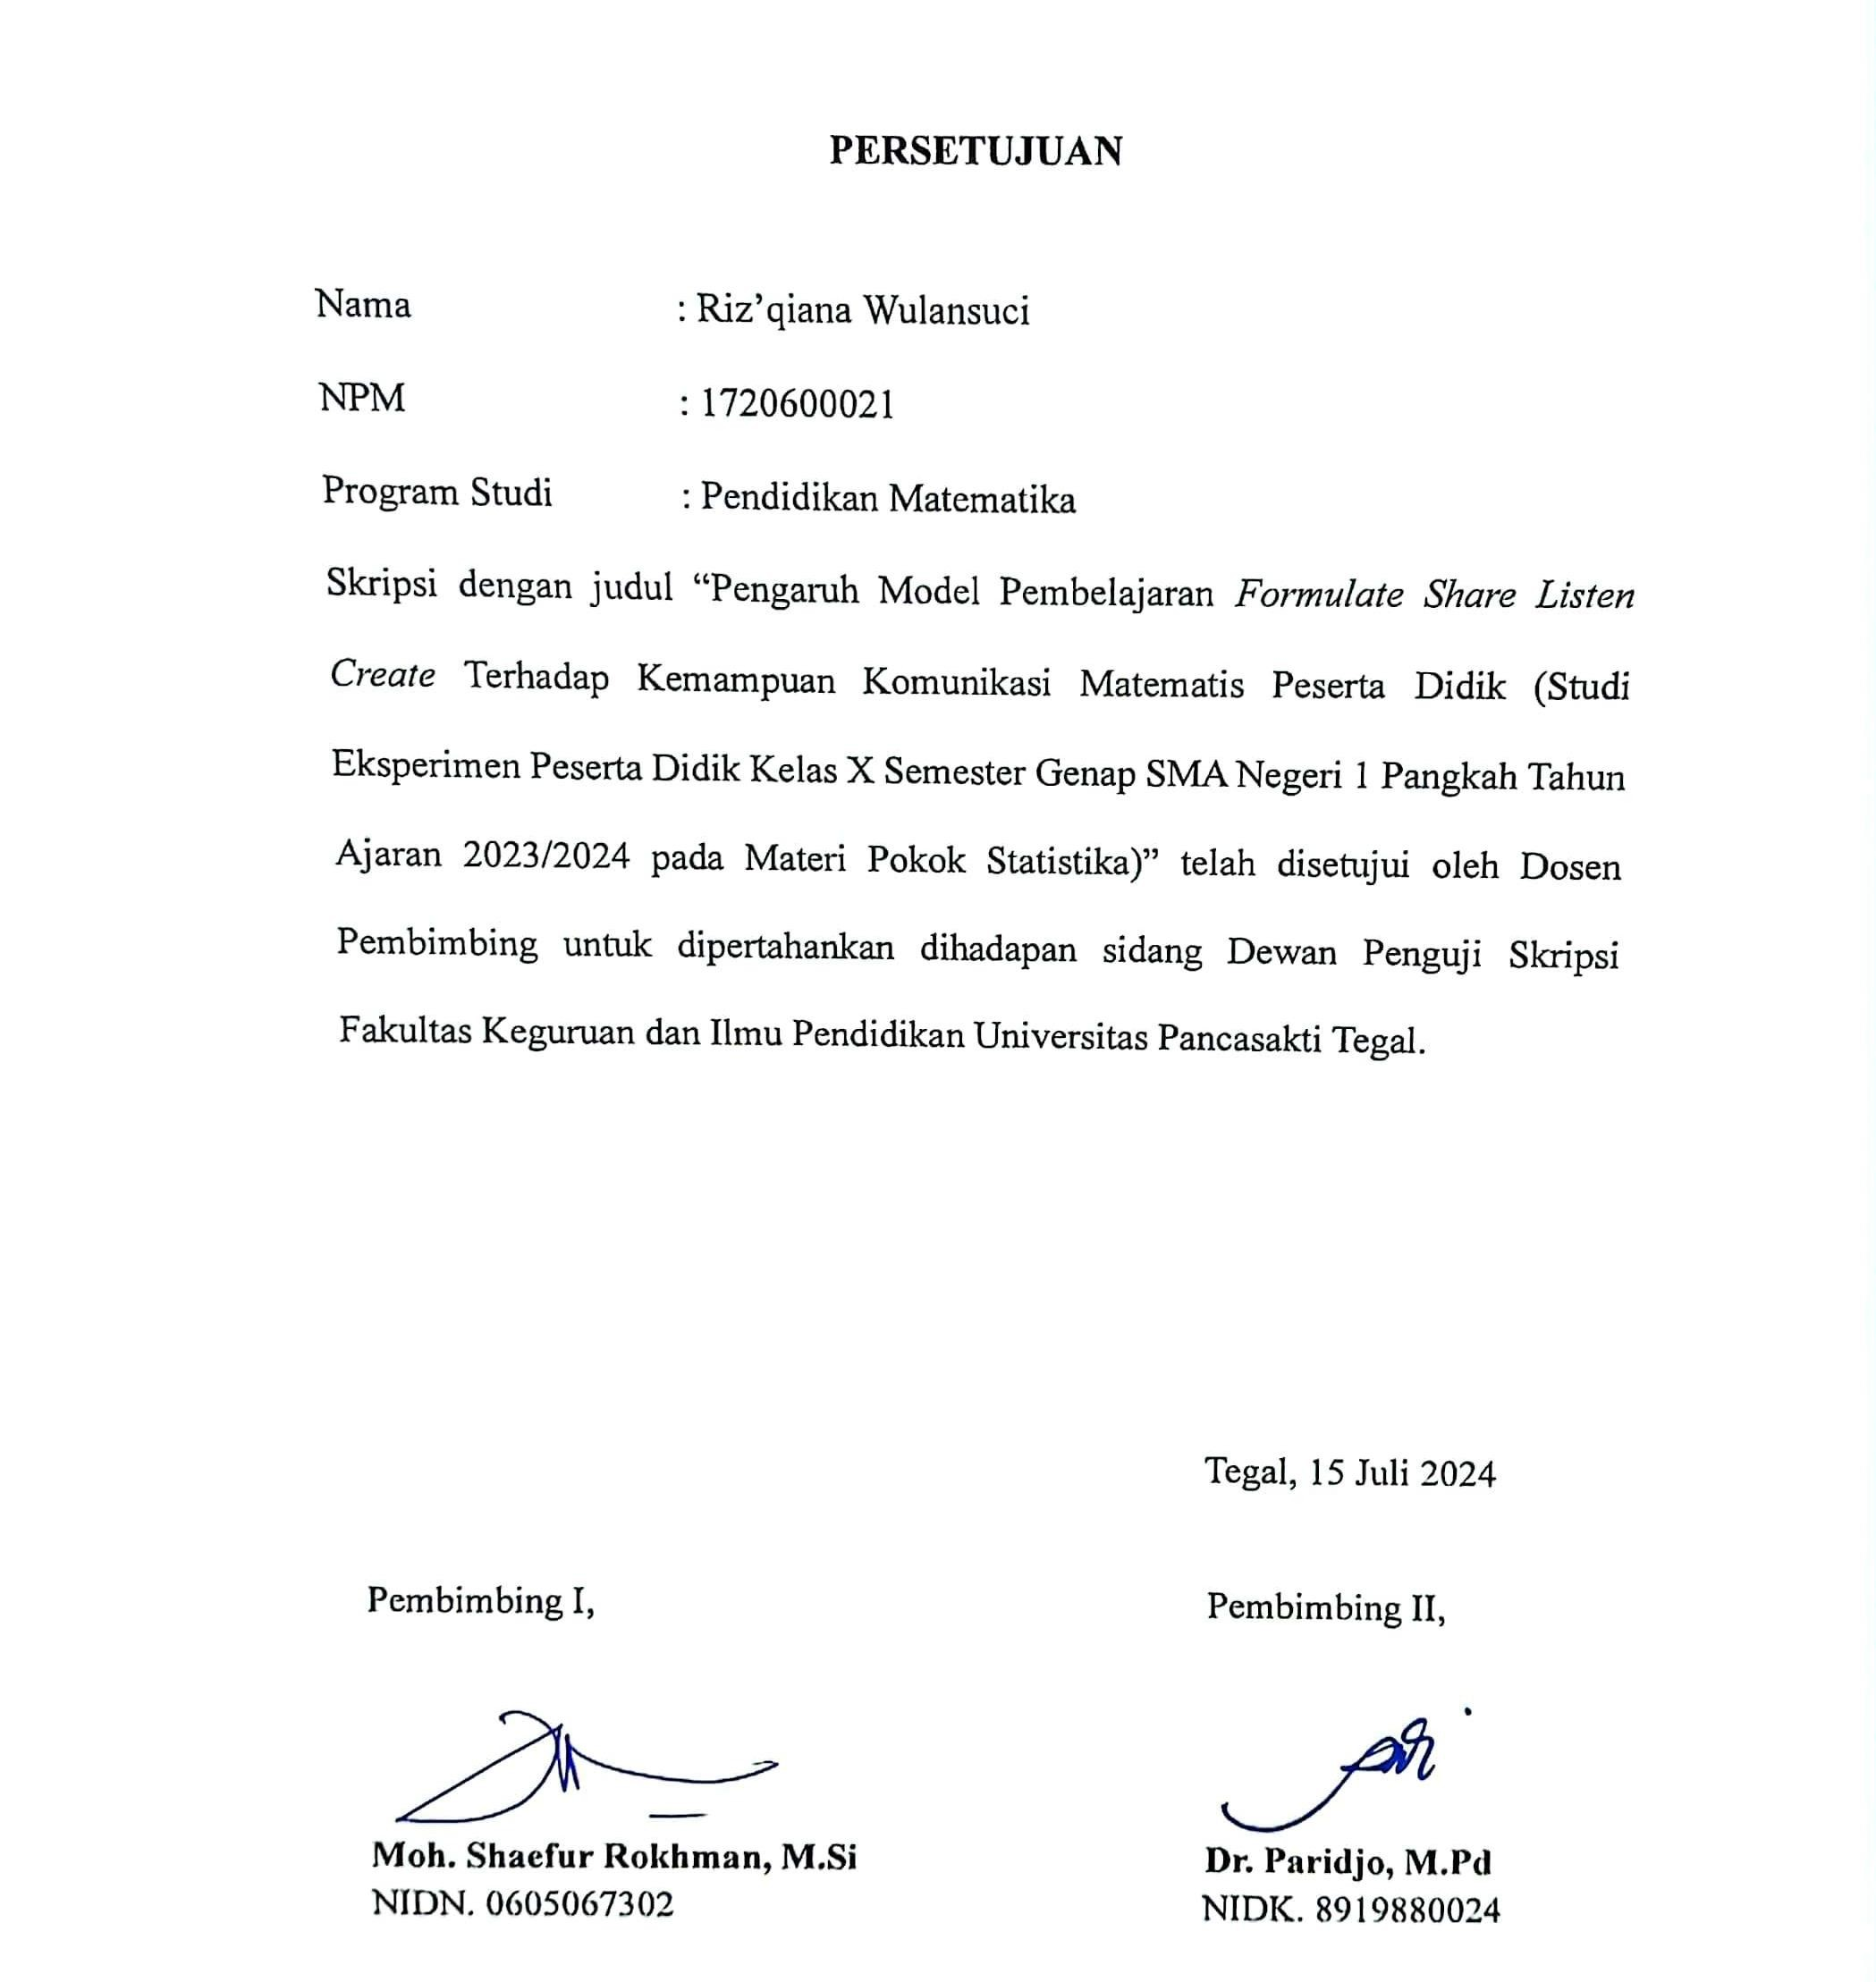 PERSETUJUAN
Nama : Riz’qiana Wulansuci
NPM : 1720600021
Program Studi : Pendidikan Matematika
Skripsi dengan judul “Pengaruh Model Pembelajaran Formulate Share Listen
Create Terhadap Kemampuan Komunikasi Matematis Peserta Didik (Studi
Eksperimen Peserta Didik Kelas X Semester Genap SMA Negeri 1 Pangkah Tahun
Ajaran 2023/2024 pada Materi Pokok Statistika)” telah disetujui oleh Dosen
Pembimbing untuk dipertahankan dihadapan sidang Dewan Penguji Skripsi
Fakultas Keguruan dan Ilmu Pendidikan Universitas Pancasakti Tegal.
Tegal, 15 Juli 2024
Pembimbing I, Pembimbing II,
Moh. Shaefur Rokhman, M.Si Dr. Paridjo, M.Pd
NIDN. 0605067302 NIDK. 8919880024